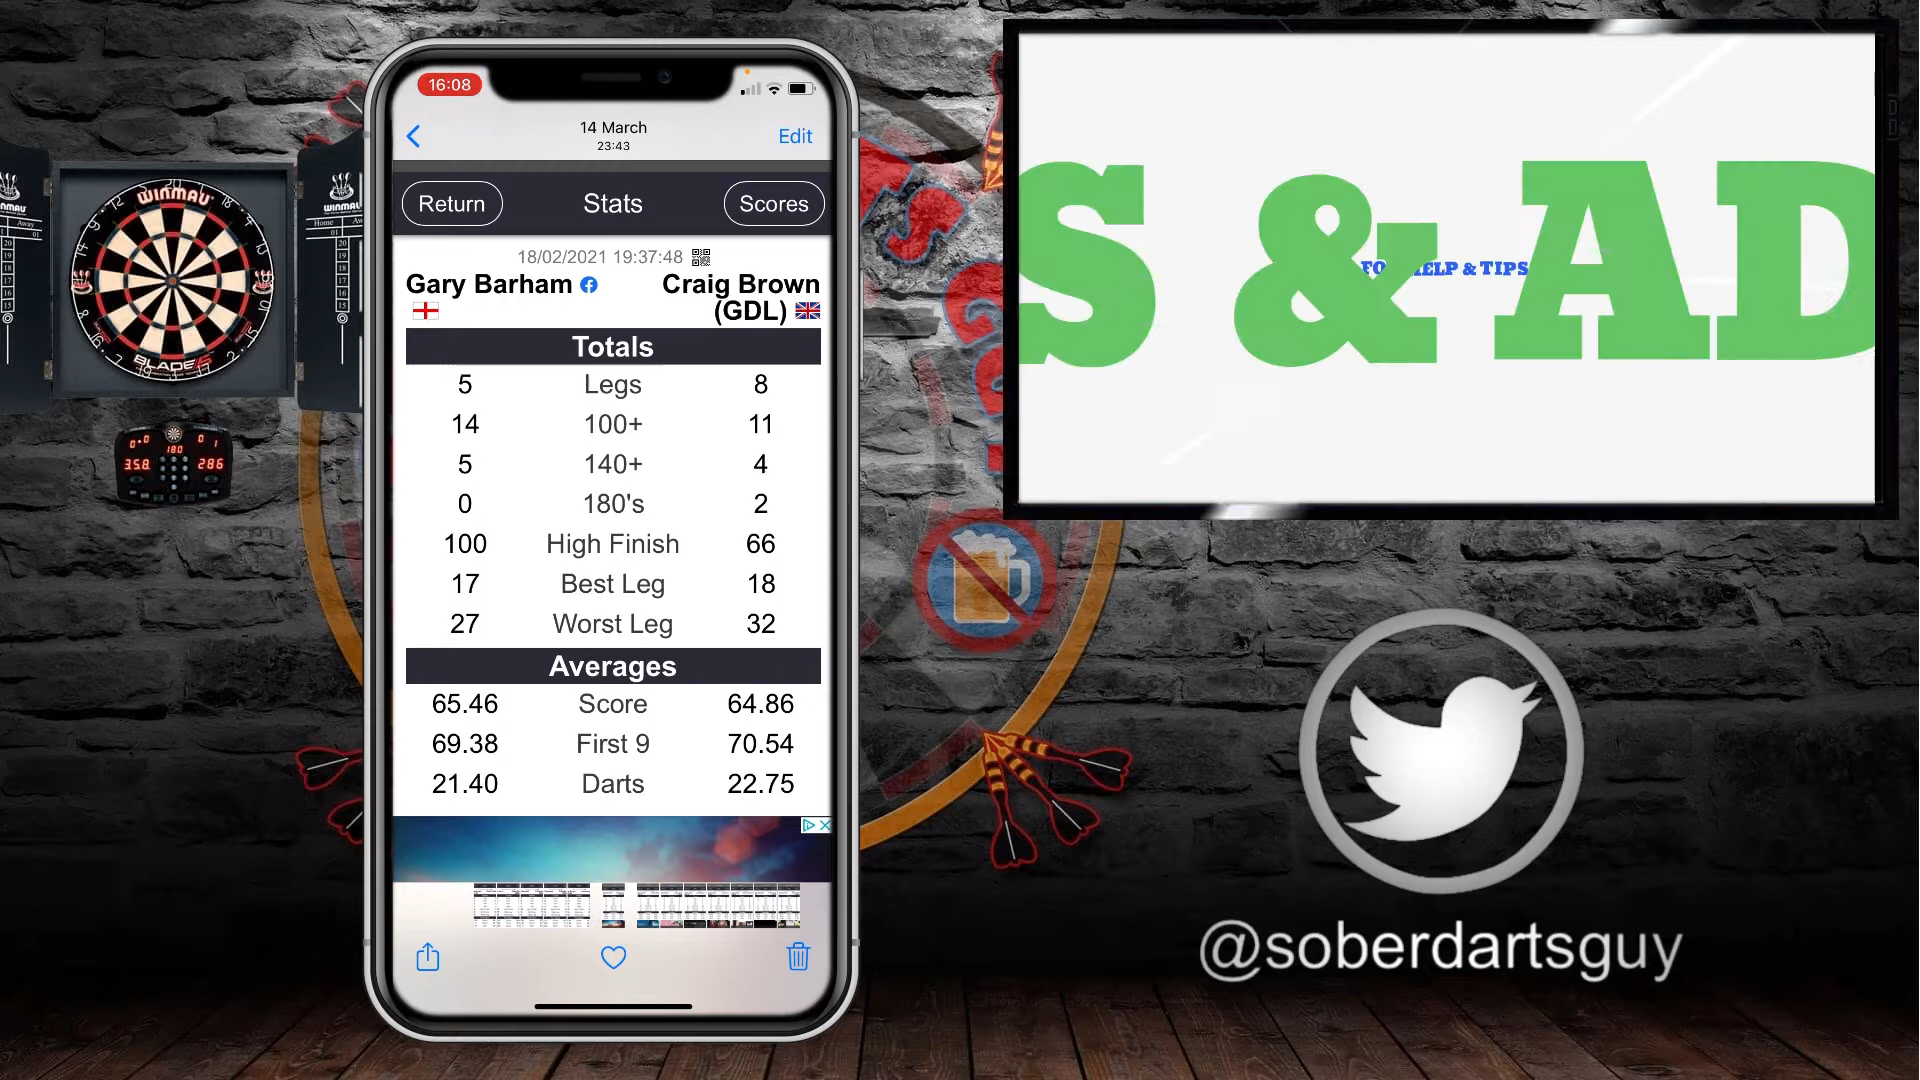 16:08
14 March
23:43
Edit
Return
Stats
Scores
18/02/2021 19:37:48
Gary Barham
Craig Brown
(GDL)
Totals
5 Legs 8
14 100+ 11
5 140+ 4
0 180's 2
100 High Finish 66
17 Best Leg 18
27 Worst Leg 32
Averages
65.46 Score 64.86
69.38 First 9 70.54
21.40 Darts 22.75
S & AD
& TIPS
@soberdartsguy
WINMAU
BLADE
358
180
286